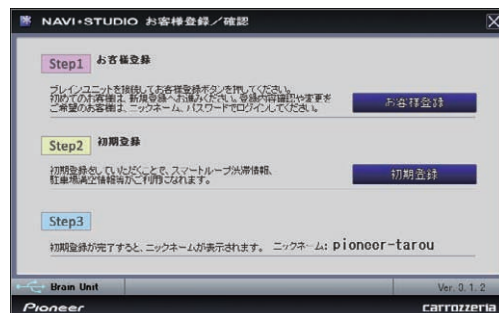 NAVI・STUDIO お客様登録／確認
Step1 お客様登録
ブレインユニットを接続してお客様登録ボタンを押してください。
初めてのお客様は、新規登録へお進みください。登録内容確認や変更を
ご希望のお客様は、ニックネーム、パスワードでログインしてください。
お客様登録
Step2 初期登録
初期登録をしていただくことで、スマートループ渋滞情報、
駐車場満空情報等がご利用になれます。
初期登録
Step3
初期登録が完了すると、ニックネームが表示されます。 ニックネーム: pioneer-tarou
Brain Unit Ver. 3.1.2
Pioneer carrozzeria